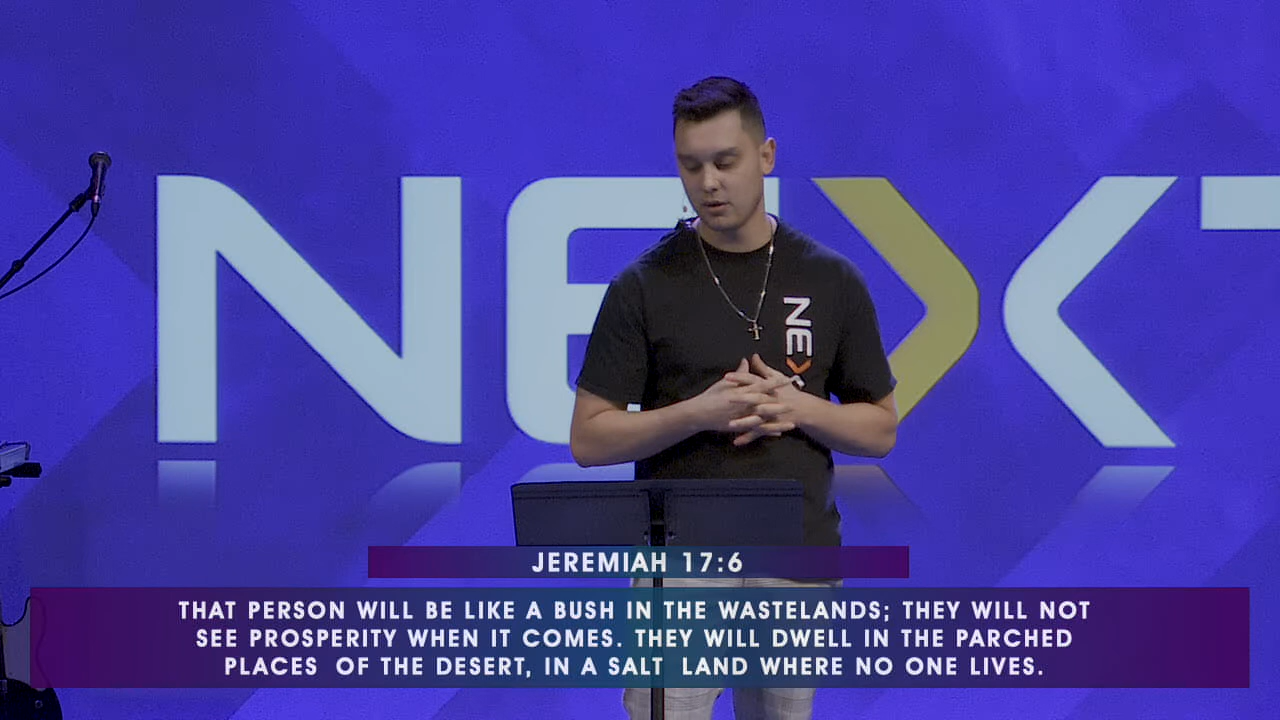 NEXT
NEX
JEREMIAH 17:6
THAT PERSON WILL BE LIKE A BUSH IN THE WASTELANDS; THEY WILL NOT
SEE PROSPERITY WHEN IT COMES. THEY WILL DWELL IN THE PARCHED
PLACES OF THE DESERT, IN A SALT LAND WHERE NO ONE LIVES.